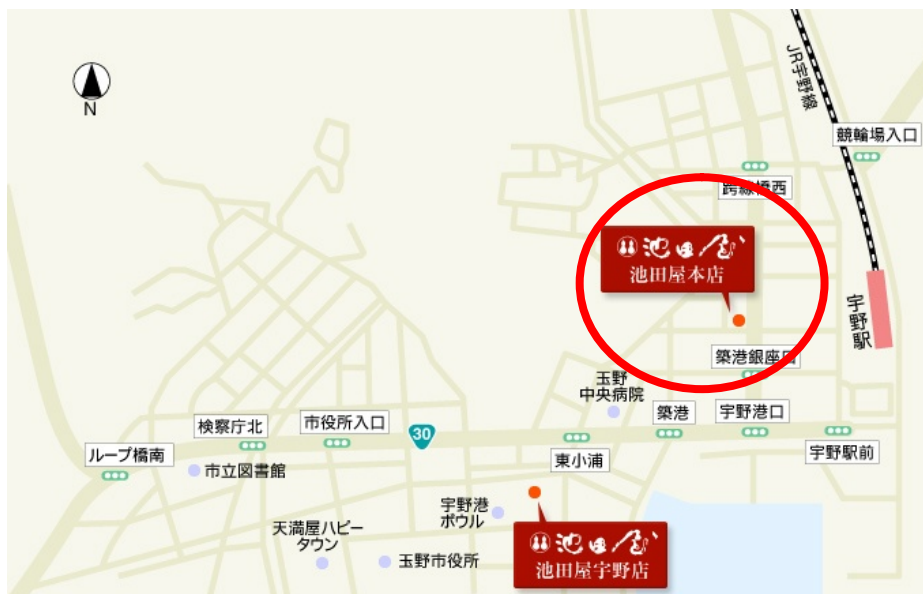 N
JR宇野線
競輪場入口
跨線橋西
池田屋
池田屋本店
宇野駅
築港銀座口
玉野
中央病院
築港
宇野港口
宇野駅前
市役所入口
検察庁北
30
ループ橋南
市立図書館
東小浦
宇野港
ボウル
天満屋ハピー
タウン
玉野市役所
池田屋
池田屋宇野店